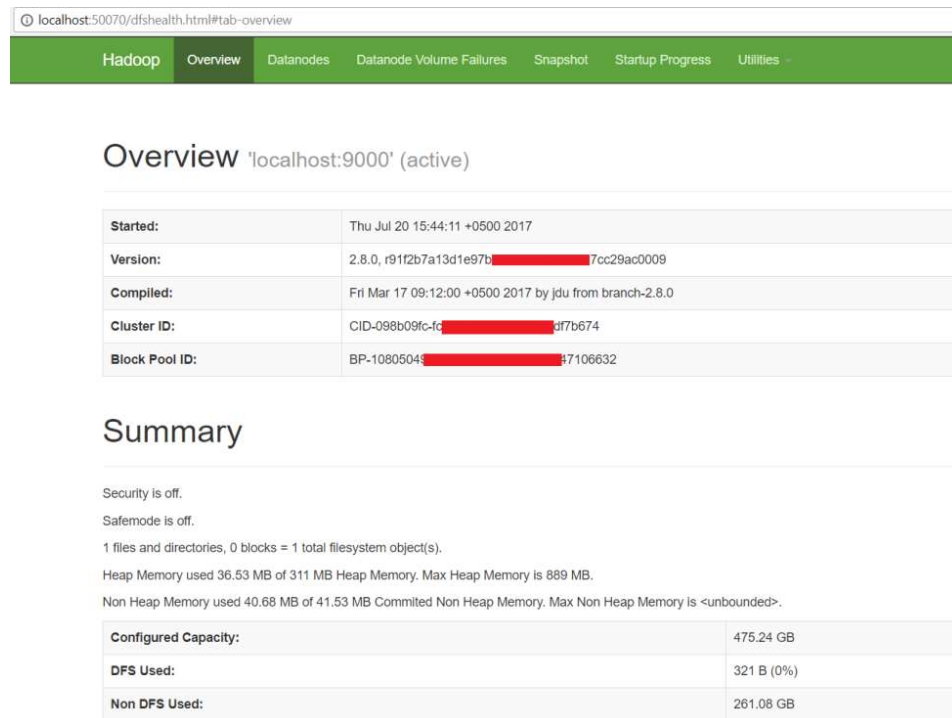 localhost:50070/dfshealth.html#tab-overview
Hadoop Overview Datanodes Datanode Volume Failures Snapshot Startup Progress Utilities
Overview 'localhost:9000' (active)
Started: Thu Jul 20 15:44:11 +0500 2017
Version: 2.8.0, r91f2b7a13d1e97b 7cc29ac0009
Compiled: Fri Mar 17 09:12:00 +0500 2017 by jdu from branch-2.8.0
Cluster ID: CID-098b09fc-fc df7b674
Block Pool ID: BP-10805049 47106632
Summary
Security is off.
Safemode is off.
1 files and directories, 0 blocks = 1 total filesystem object(s).
Heap Memory used 36.53 MB of 311 MB Heap Memory. Max Heap Memory is 889 MB.
Non Heap Memory used 40.68 MB of 41.53 MB Commited Non Heap Memory. Max Non Heap Memory is <unbounded>.
Configured Capacity: 475.24 GB
DFS Used: 321 B (0%)
Non DFS Used: 261.08 GB